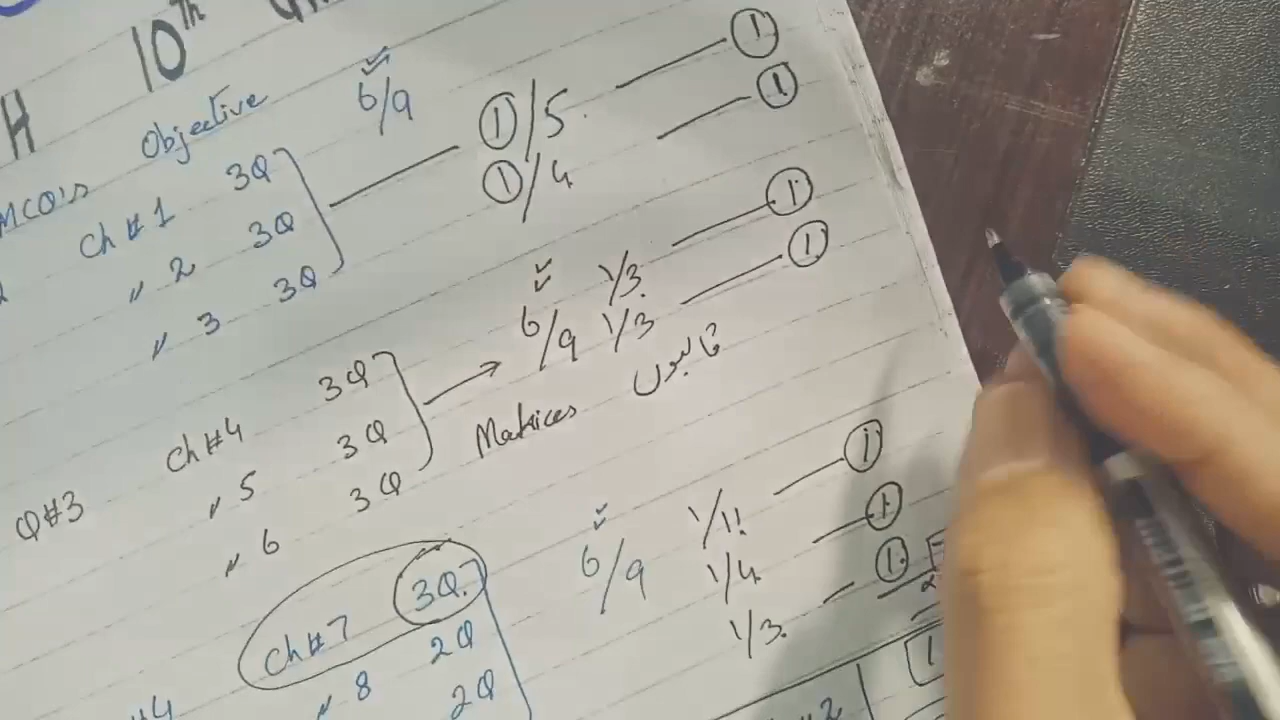 H 10th
Objective 6/9
MCQ's
Ch # 1 3Q 1/5 1
〃 2 3Q 1/4 1
〃 3 3Q
Q#3 Ch #4 3Q 6/9 1/3. 1
〃 5 3Q 1/3 1
〃 6 3Q Matrices قالبوں
Ch#7 3Q. 6/9 1/11 1
〃 8 2Q 1/4 1
2Q 1/3. 1